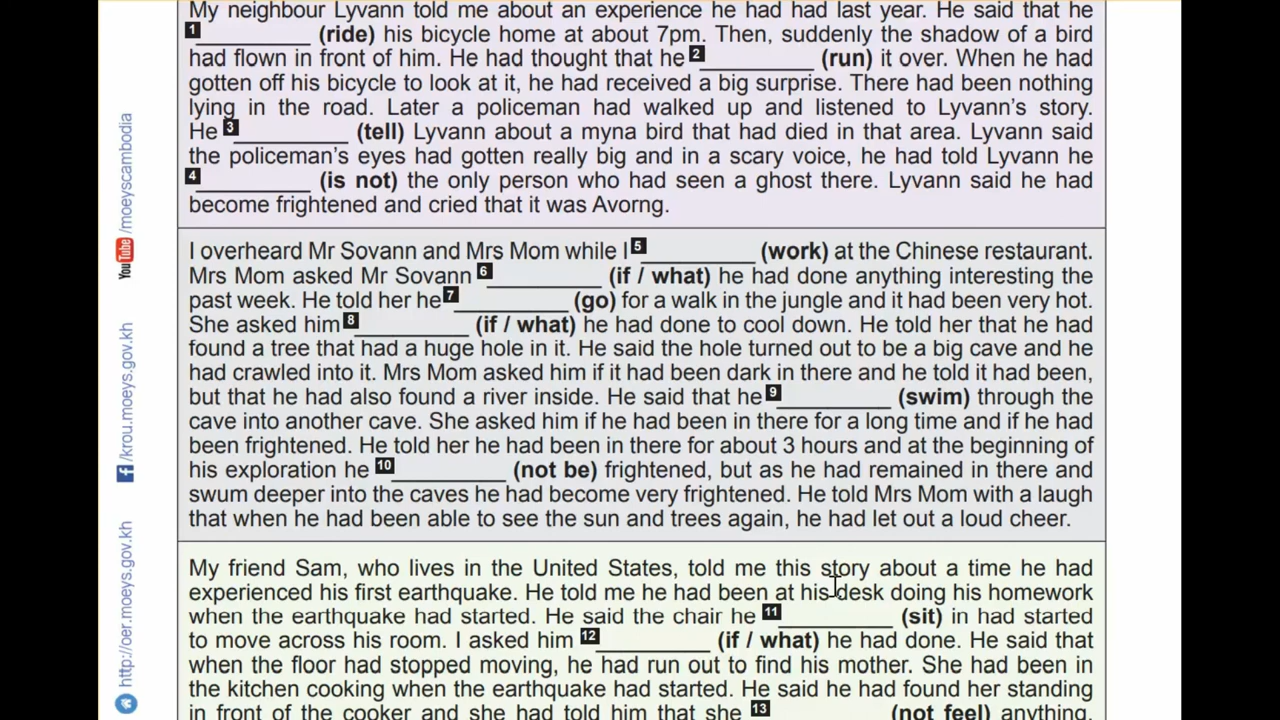 My neighbour Lyvann told me about an experience he had had last year. He said that he
1 __________ (ride) his bicycle home at about 7pm. Then, suddenly the shadow of a bird
had flown in front of him. He had thought that he 2 __________ (run) it over. When he had
gotten off his bicycle to look at it, he had received a big surprise. There had been nothing
lying in the road. Later a policeman had walked up and listened to Lyvann's story.
He 3 __________ (tell) Lyvann about a myna bird that had died in that area. Lyvann said
the policeman's eyes had gotten really big and in a scary voice, he had told Lyvann he
4 __________ (is not) the only person who had seen a ghost there. Lyvann said he had
become frightened and cried that it was Avorng.
I overheard Mr Sovann and Mrs Mom while I 5 __________ (work) at the Chinese restaurant.
Mrs Mom asked Mr Sovann 6 __________ (if / what) he had done anything interesting the
past week. He told her he 7 __________ (go) for a walk in the jungle and it had been very hot.
She asked him 8 __________ (if / what) he had done to cool down. He told her that he had
found a tree that had a huge hole in it. He said the hole turned out to be a big cave and he
had crawled into it. Mrs Mom asked him if it had been dark in there and he told it had been,
but that he had also found a river inside. He said that he 9 __________ (swim) through the
cave into another cave. She asked him if he had been in there for a long time and if he had
been frightened. He told her he had been in there for about 3 hours and at the beginning of
his exploration he 10 __________ (not be) frightened, but as he had remained in there and
swum deeper into the caves he had become very frightened. He told Mrs Mom with a laugh
that when he had been able to see the sun and trees again, he had let out a loud cheer.
My friend Sam, who lives in the United States, told me this story about a time he had
experienced his first earthquake. He told me he had been at his desk doing his homework
when the earthquake had started. He said the chair he 11 __________ (sit) in had started
to move across his room. I asked him 12 __________ (if / what) he had done. He said that
when the floor had stopped moving, he had run out to find his mother. She had been in
the kitchen cooking when the earthquake had started. He said he had found her standing
in front of the cooker and she had told him that she 13 __________ (not feel) anything.
YouTube /moeyscambodia
/krou.moeys.gov.kh
http://oer.moeys.gov.kh